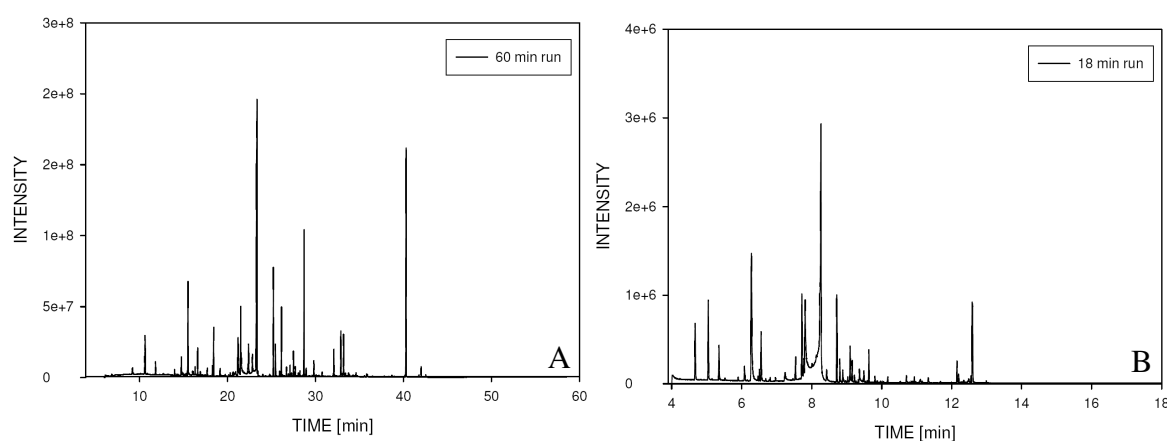 3e+8
2e+8
2e+8
1e+8
5e+7
0
INTENSITY
10 20 30 40 50 60
TIME [min]
60 min run
A
4e+6
3e+6
2e+6
1e+6
0
INTENSITY
4 6 8 10 12 14 16 18
TIME [min]
18 min run
B